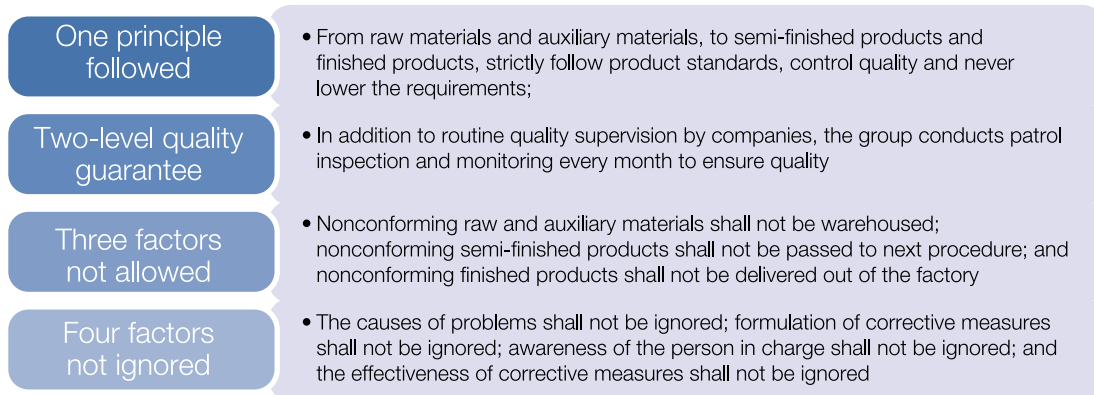 One principle
followed
• From raw materials and auxiliary materials, to semi-finished products and
finished products, strictly follow product standards, control quality and never
lower the requirements;
Two-level quality
guarantee
• In addition to routine quality supervision by companies, the group conducts patrol
inspection and monitoring every month to ensure quality
Three factors
not allowed
• Nonconforming raw and auxiliary materials shall not be warehoused;
nonconforming semi-finished products shall not be passed to next procedure; and
nonconforming finished products shall not be delivered out of the factory
Four factors
not ignored
• The causes of problems shall not be ignored; formulation of corrective measures
shall not be ignored; awareness of the person in charge shall not be ignored; and
the effectiveness of corrective measures shall not be ignored